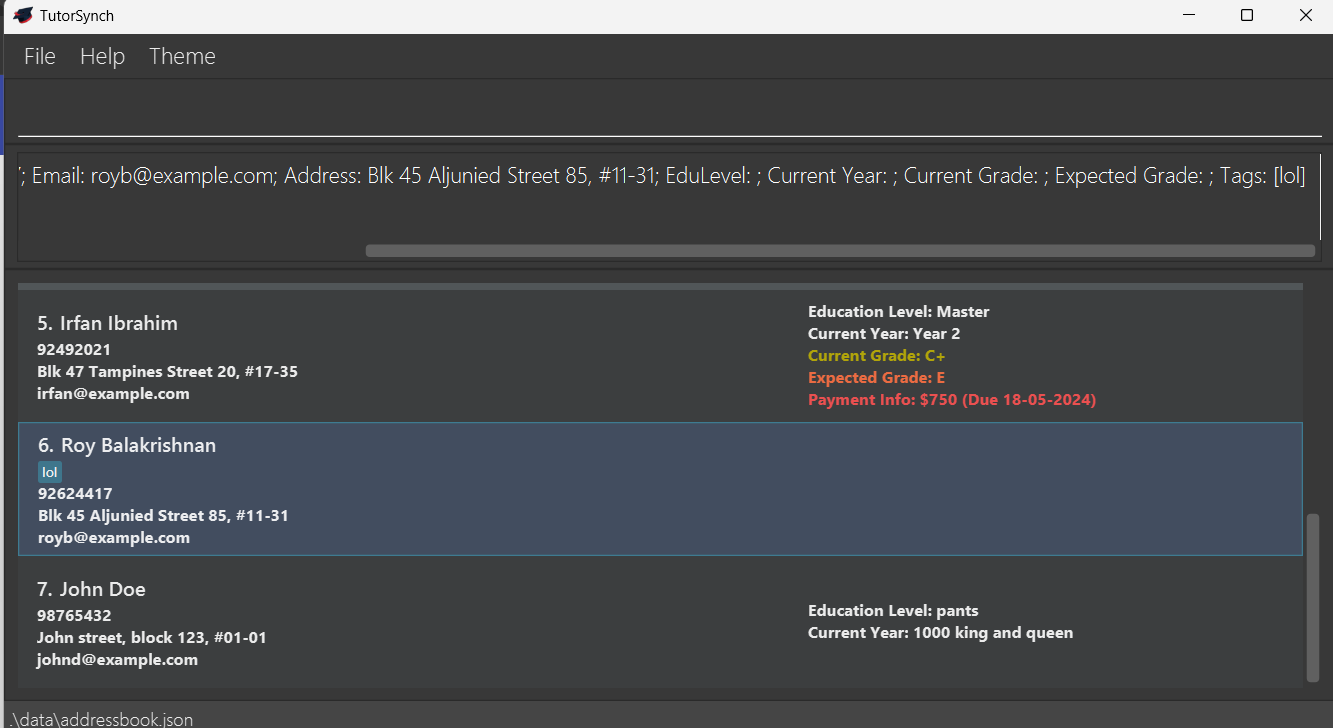 TutorSynch
File Help Theme
; Email: royb@example.com; Address: Blk 45 Aljunied Street 85, #11-31; EduLevel: ; Current Year: ; Current Grade: ; Expected Grade: ; Tags: [lol]
5. Irfan Ibrahim
92492021
Blk 47 Tampines Street 20, #17-35
irfan@example.com
Education Level: Master
Current Year: Year 2
Current Grade: C+
Expected Grade: E
Payment Info: $750 (Due 18-05-2024)
6. Roy Balakrishnan
lol
92624417
Blk 45 Aljunied Street 85, #11-31
royb@example.com
7. John Doe
98765432
John street, block 123, #01-01
johnd@example.com
Education Level: pants
Current Year: 1000 king and queen
.\data\addressbook.json